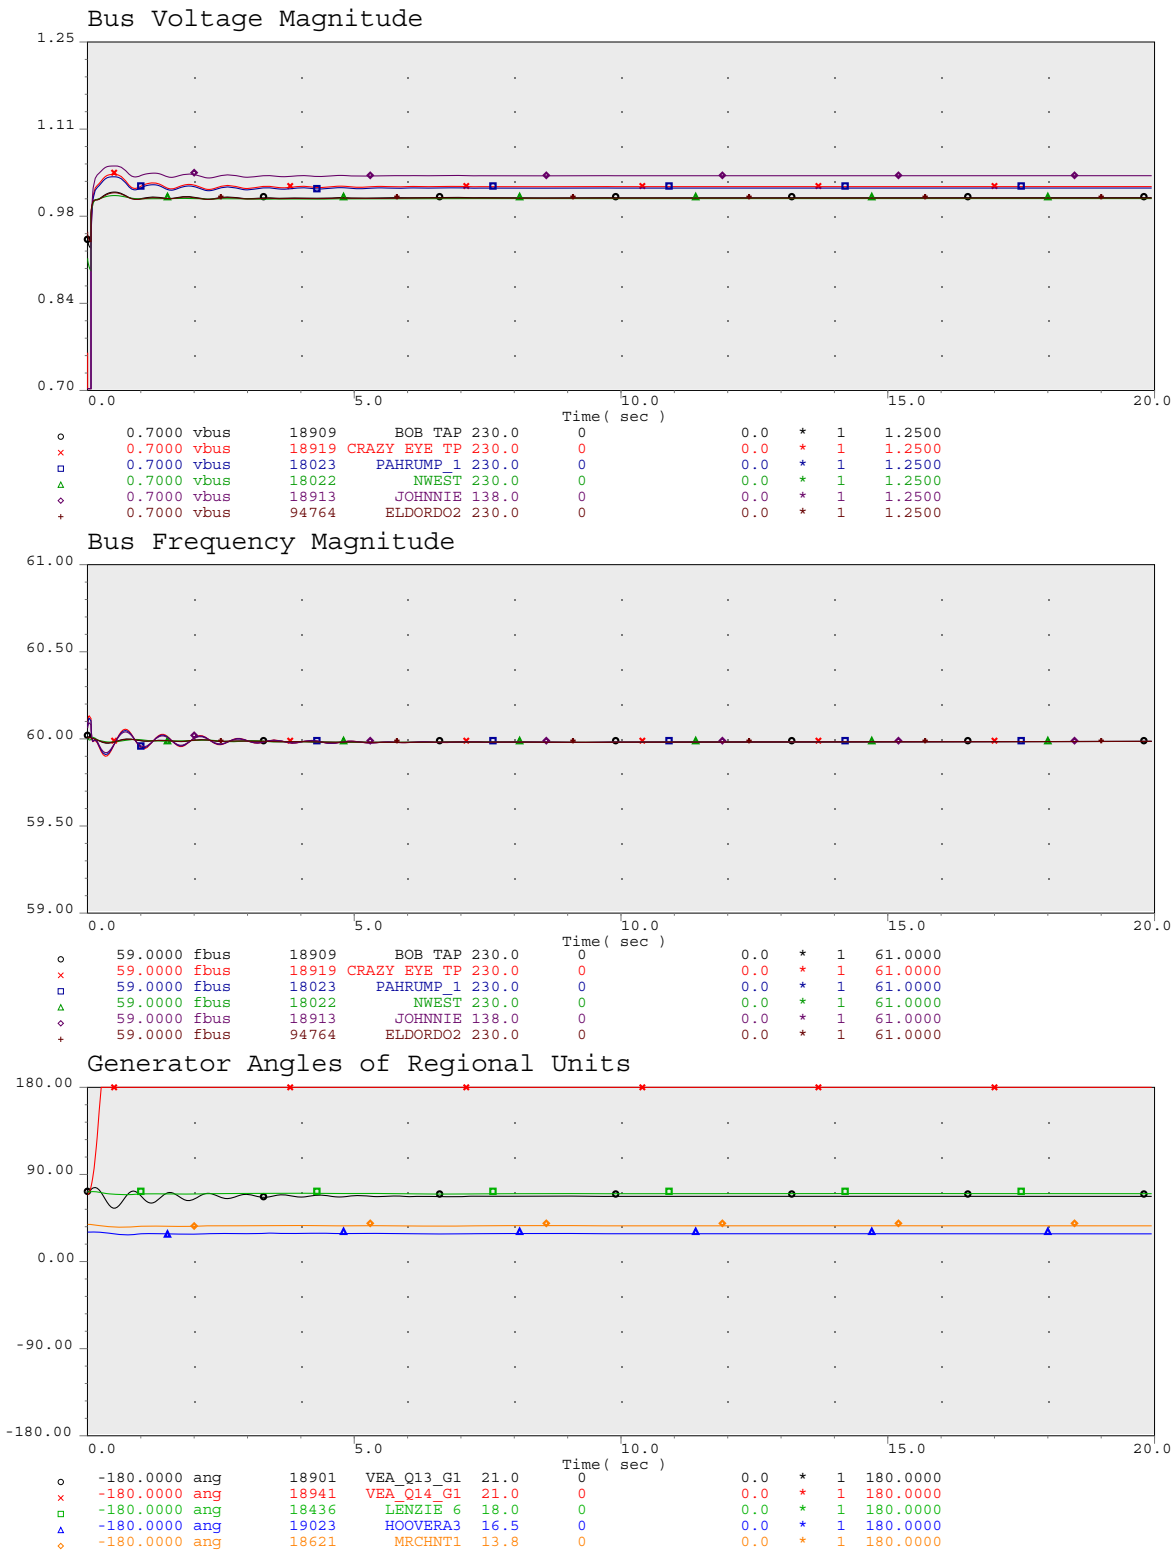 Bus Voltage Magnitude
1.25
1.11
0.98
0.84
0.70
0.0 5.0 10.0 15.0 20.0
Time( sec )
0.7000 vbus 18909 BOB TAP 230.0 0 0.0 * 1 1.2500
0.7000 vbus 18919 CRAZY EYE TP 230.0 0 0.0 * 1 1.2500
0.7000 vbus 18023 PAHRUMP_1 230.0 0 0.0 * 1 1.2500
0.7000 vbus 18022 NWEST 230.0 0 0.0 * 1 1.2500
0.7000 vbus 18913 JOHNNIE 138.0 0 0.0 * 1 1.2500
0.7000 vbus 94764 ELDORDO2 230.0 0 0.0 * 1 1.2500
Bus Frequency Magnitude
61.00
60.50
60.00
59.50
59.00
0.0 5.0 10.0 15.0 20.0
Time( sec )
59.0000 fbus 18909 BOB TAP 230.0 0 0.0 * 1 61.0000
59.0000 fbus 18919 CRAZY EYE TP 230.0 0 0.0 * 1 61.0000
59.0000 fbus 18023 PAHRUMP_1 230.0 0 0.0 * 1 61.0000
59.0000 fbus 18022 NWEST 230.0 0 0.0 * 1 61.0000
59.0000 fbus 18913 JOHNNIE 138.0 0 0.0 * 1 61.0000
59.0000 fbus 94764 ELDORDO2 230.0 0 0.0 * 1 61.0000
Generator Angles of Regional Units
180.00
90.00
0.00
-90.00
-180.00
0.0 5.0 10.0 15.0 20.0
Time( sec )
-180.0000 ang 18901 VEA_Q13_G1 21.0 0 0.0 * 1 180.0000
-180.0000 ang 18941 VEA_Q14_G1 21.0 0 0.0 * 1 180.0000
-180.0000 ang 18436 LENZIE 6 18.0 0 0.0 * 1 180.0000
-180.0000 ang 19023 HOOVERA3 16.5 0 0.0 * 1 180.0000
-180.0000 ang 18621 MRCHNT1 13.8 0 0.0 * 1 180.0000